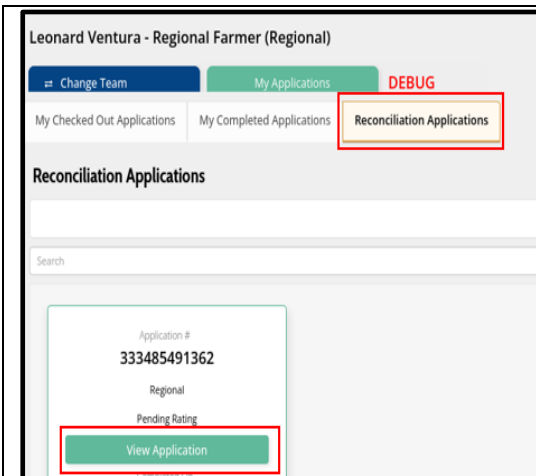 Leonard Ventura - Regional Farmer (Regional)
⇄ Change Team My Applications DEBUG
My Checked Out Applications My Completed Applications Reconciliation Applications
Reconciliation Applications
Search
Application #
333485491362
Regional
Pending Rating
View Application